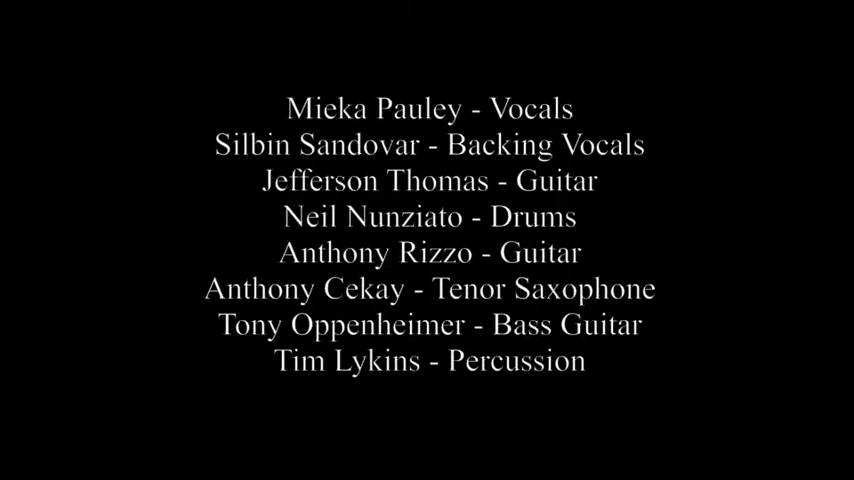 Mieka Pauley - Vocals
Silbin Sandovar - Backing Vocals
Jefferson Thomas - Guitar
Neil Nunziato - Drums
Anthony Rizzo - Guitar
Anthony Cekay - Tenor Saxophone
Tony Oppenheimer - Bass Guitar
Tim Lykins - Percussion